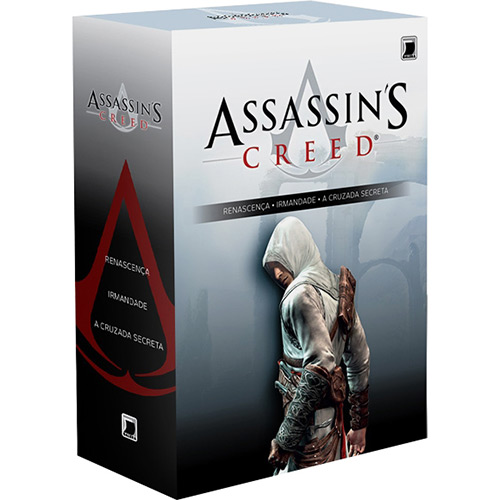 ASSASSIN'S
CREED
RENASCENÇA
IRMANDADE
A CRUZADA SECRETA
ASSASSIN'S
CREED®
RENASCENÇA • IRMANDADE • A CRUZADA SECRETA